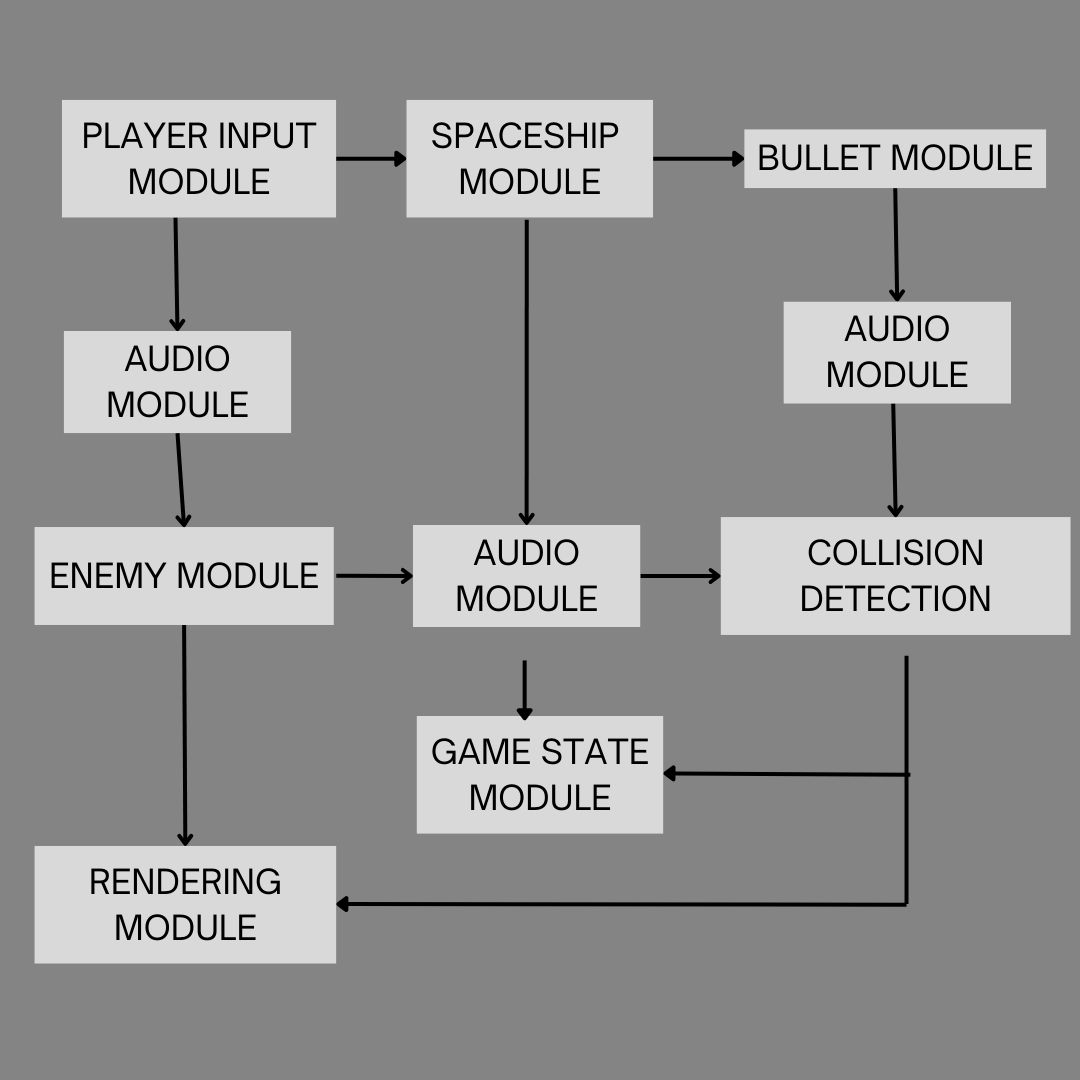 PLAYER INPUT
MODULE
SPACESHIP
MODULE
BULLET MODULE
AUDIO
MODULE
AUDIO
MODULE
ENEMY MODULE
AUDIO
MODULE
COLLISION
DETECTION
GAME STATE
MODULE
RENDERING
MODULE